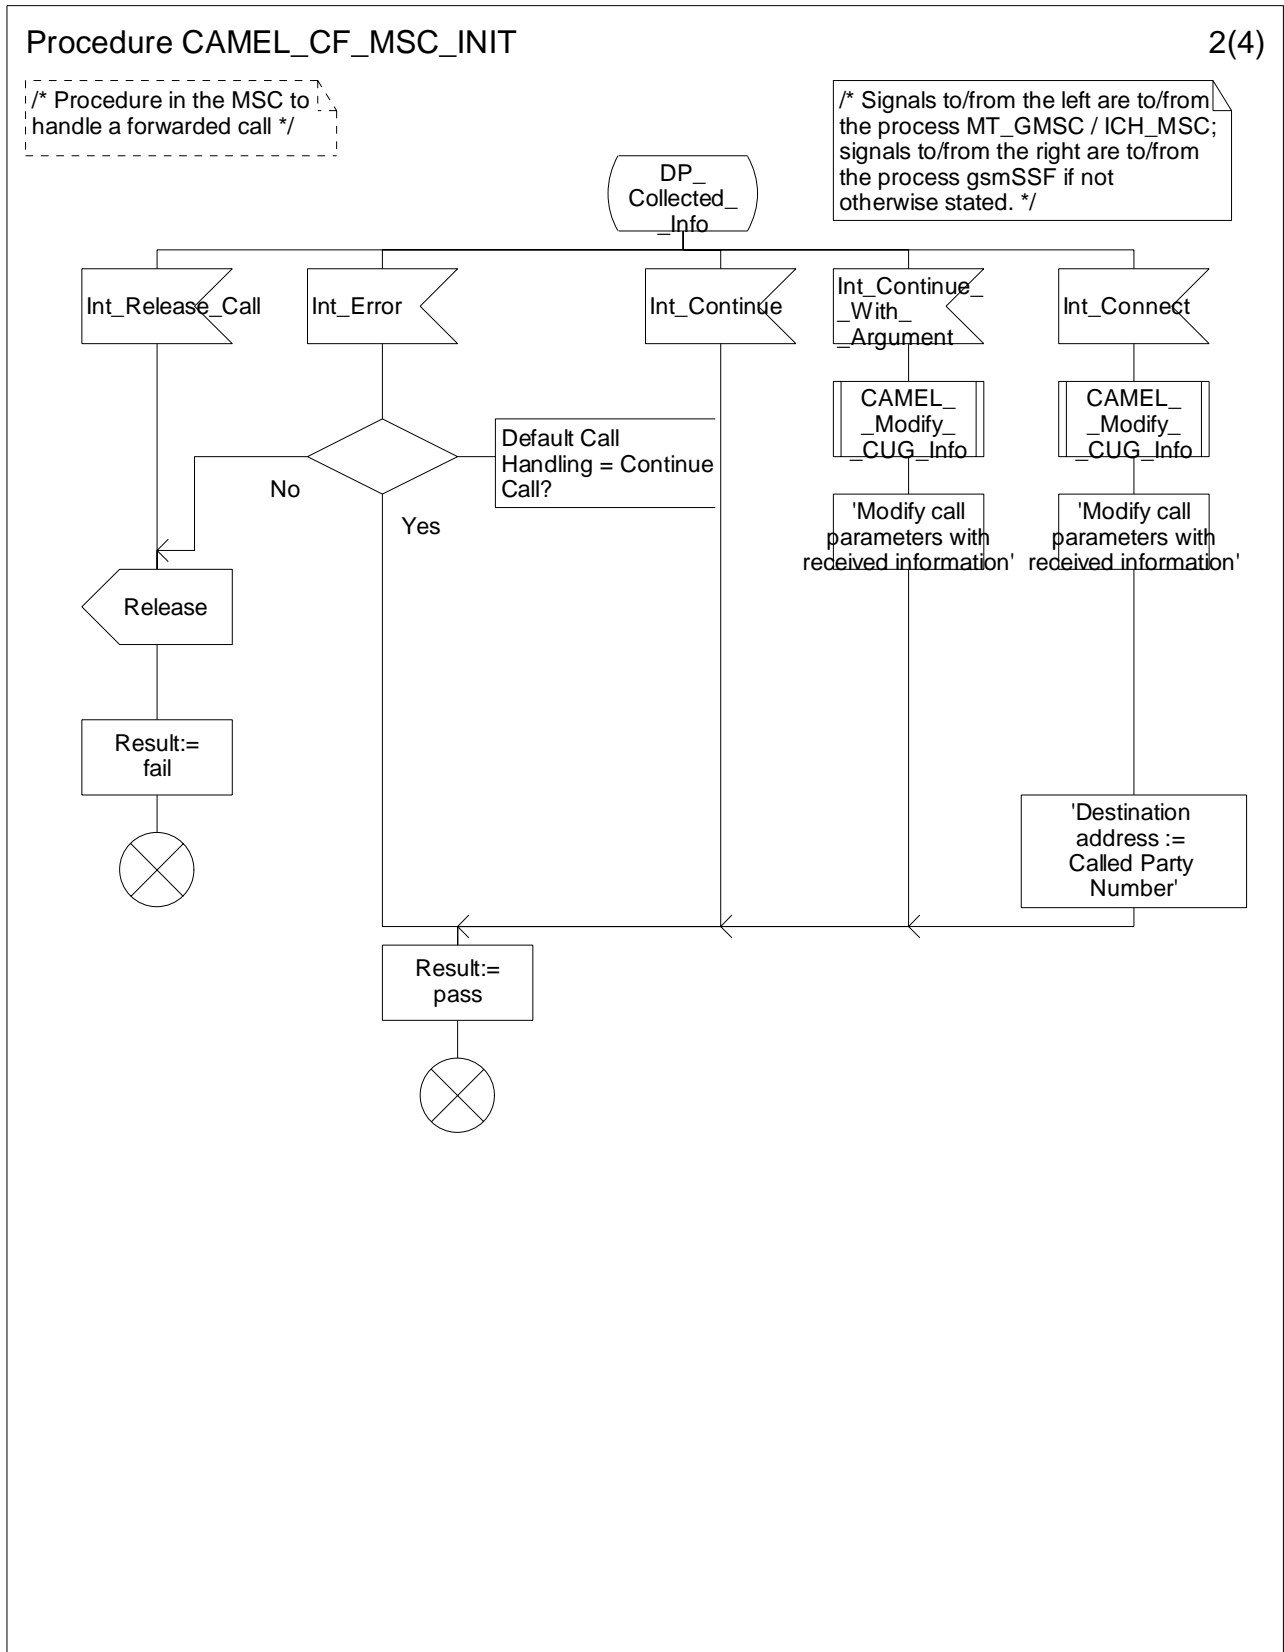 Procedure CAMEL_CF_MSC_INIT
2(4)
/* Procedure in the MSC to
handle a forwarded call */
/* Signals to/from the left are to/from
the process MT_GMSC / ICH_MSC;
signals to/from the right are to/from
the process gsmSSF if not
otherwise stated. */
DP_
Collected_
_Info
Int_Release_Call
Int_Error
Int_Continue
Int_Continue_
_With_
_Argument
Int_Connect
CAMEL_
_Modify_
_CUG_Info
CAMEL_
_Modify_
_CUG_Info
Default Call
Handling = Continue
Call?
No
Yes
'Modify call
parameters with
received information'
'Modify call
parameters with
received information'
Release
Result:=
fail
'Destination
address :=
Called Party
Number'
Result:=
pass